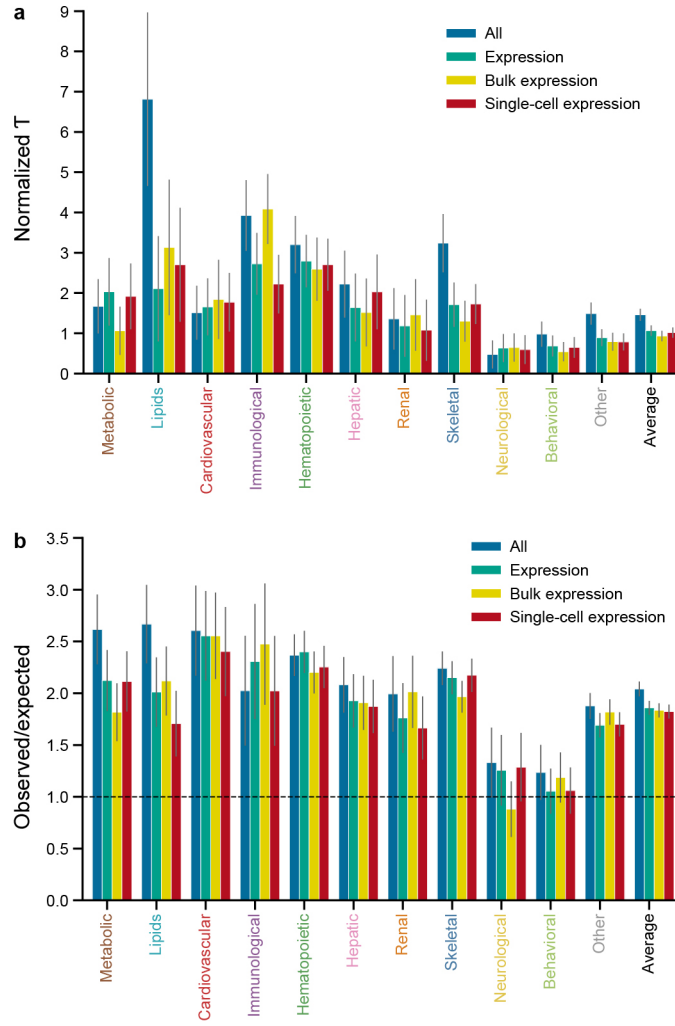 a
9
8
7
6
5
4
3
2
1
0
Normalized T
All
Expression
Bulk expression
Single-cell expression
Metabolic
Lipids
Cardiovascular
Immunological
Hematopoietic
Hepatic
Renal
Skeletal
Neurological
Behavioral
Other
Average
b
3.5
3.0
2.5
2.0
1.5
1.0
0.5
0.0
Observed/expected
All
Expression
Bulk expression
Single-cell expression
Metabolic
Lipids
Cardiovascular
Immunological
Hematopoietic
Hepatic
Renal
Skeletal
Neurological
Behavioral
Other
Average